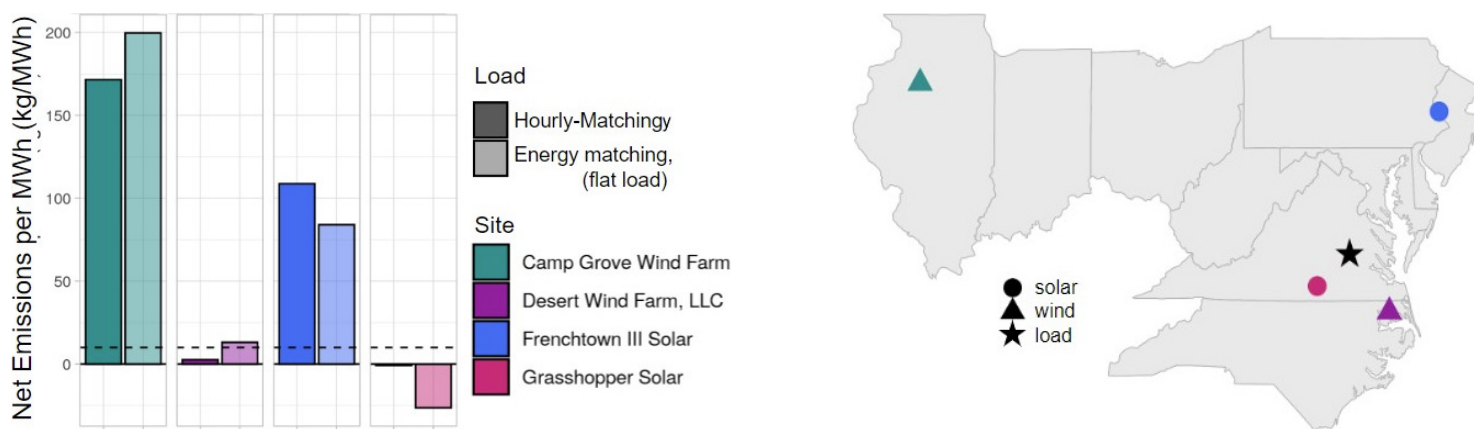 Net Emissions per MWh (kg/MWh)
200
150
100
50
0
Load
Hourly-Matchingy
Energy matching,
(flat load)
Site
Camp Grove Wind Farm
Desert Wind Farm, LLC
Frenchtown III Solar
Grasshopper Solar
solar
wind
load